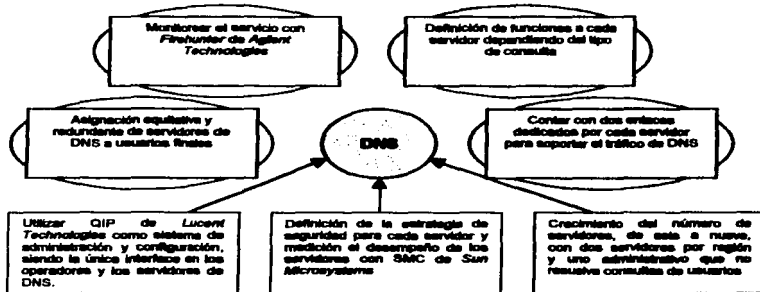 Monitorear el servicio con
Firehunter de Agilent
Technologies
Definición de funciones a cada
servidor dependiendo del tipo
de consulta
Asignación equitativa y
redundante de servidores de
DNS a usuarios finales
DNS
Contar con dos enlaces
dedicados por cada servidor
para soportar el tráfico de DNS
Utilizar QIP de Lucent
Technologies como sistema de
administración y configuración,
siendo la única interface en los
operadores y los servidores de
DNS.
Definición de la estrategia de
seguridad para cada servidor y
medición el desempeño de los
servidores con SMC de Sun
Microsystems
Crecimiento del número de
servidores, de seis a nueve,
con dos servidores por región
y uno administrativo que no
resuelve consultas de usuarios